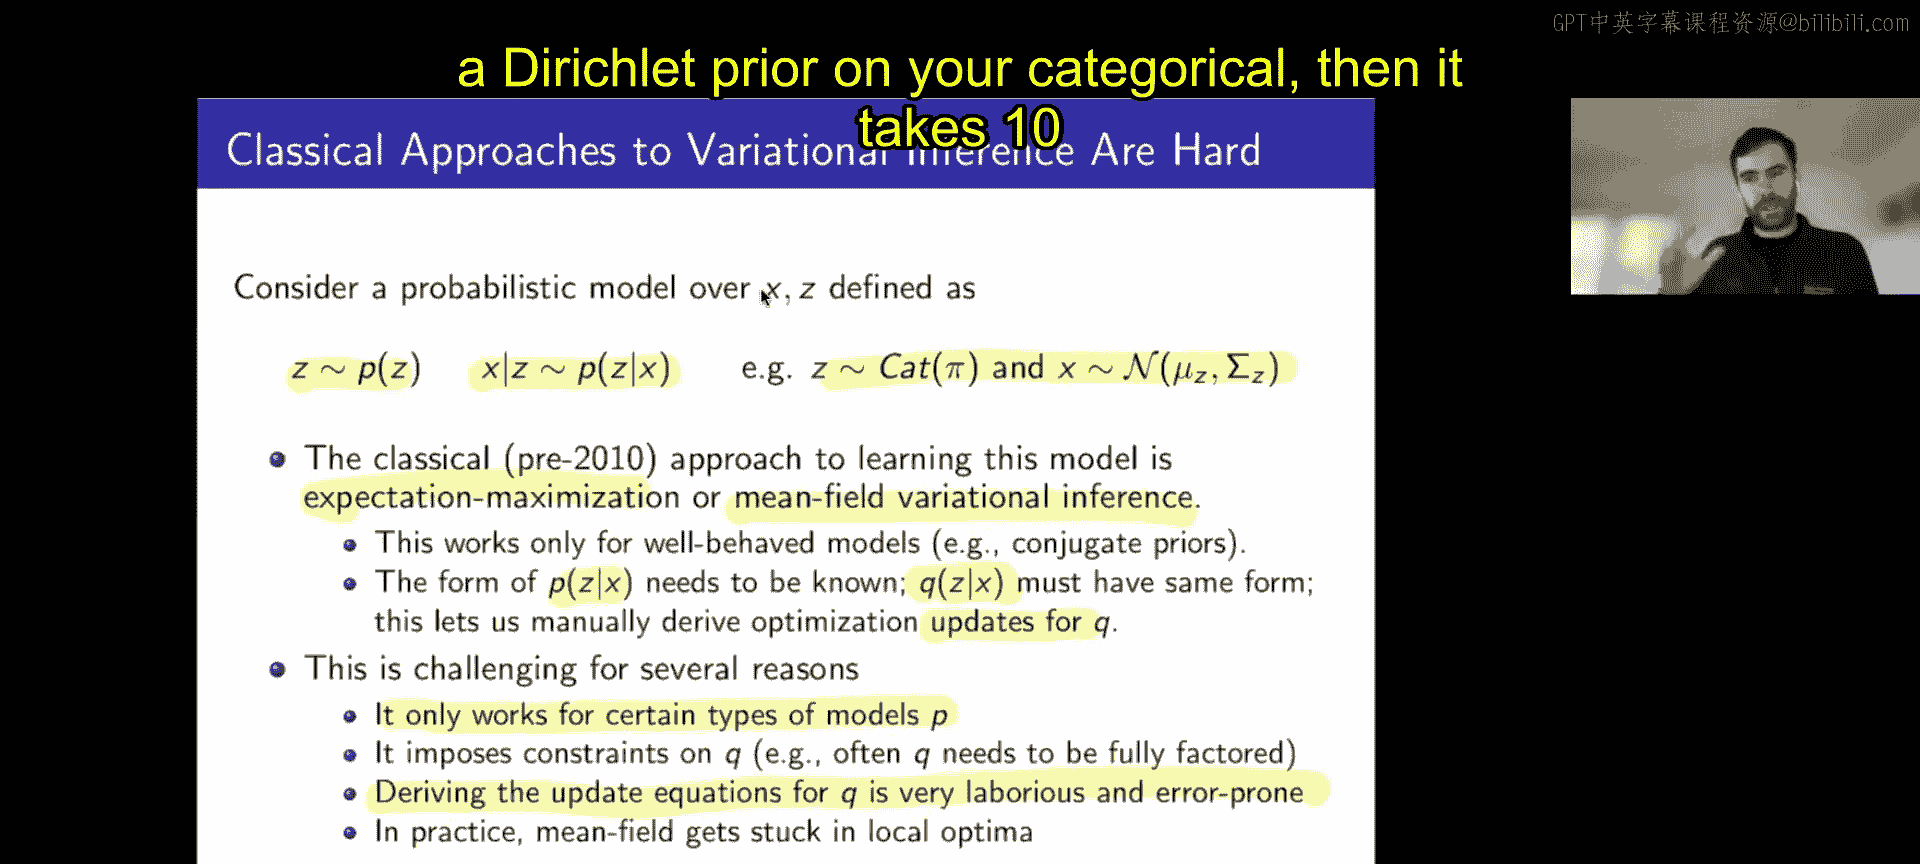 GPT中英字幕课程资源@bilibili.com
a Dirichlet prior on your categorical, then it
takes 10
Classical Approaches to Variational Inference Are Hard
Consider a probabilistic model over x, z defined as
z ∼ p(z) x|z ∼ p(z|x) e.g. z ∼ Cat(π) and x ∼ 𝒩(μ_z, Σ_z)
The classical (pre-2010) approach to learning this model is
expectation-maximization or mean-field variational inference.
This works only for well-behaved models (e.g., conjugate priors).
The form of p(z|x) needs to be known; q(z|x) must have same form;
this lets us manually derive optimization updates for q.
This is challenging for several reasons
It only works for certain types of models p
It imposes constraints on q (e.g., often q needs to be fully factored)
Deriving the update equations for q is very laborious and error-prone
In practice, mean-field gets stuck in local optima